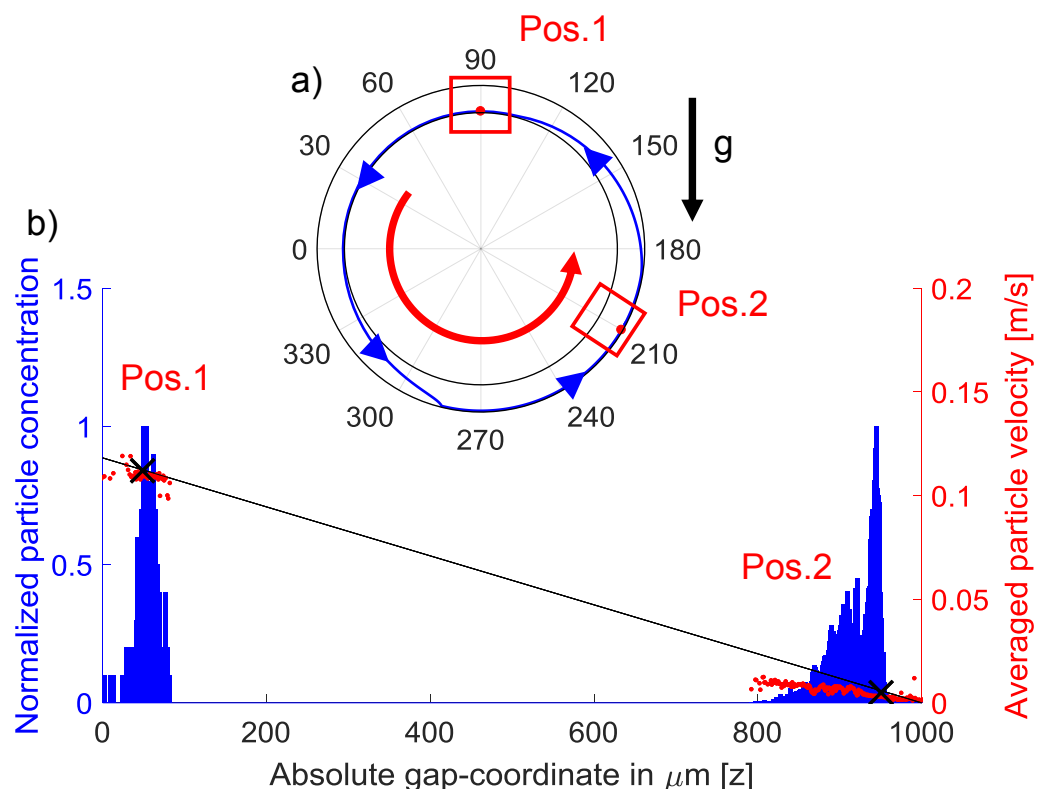 Pos.1
a)
90
60
120
30
150
g
b)
0
180
Pos.2
330
210
300
240
270
Normalized particle concentration
1.5
1
0.5
0
Pos.1
Pos.2
0.2
0.15
0.1
0.05
0
Averaged particle velocity [m/s]
0
200
400
600
800
1000
Absolute gap-coordinate in μm [z]